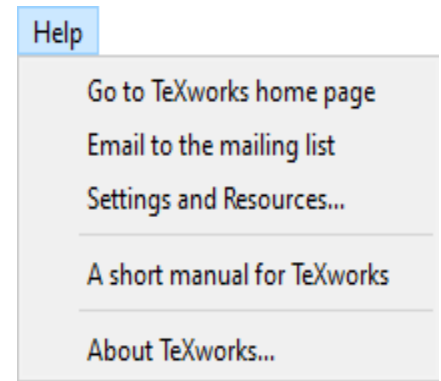 Help
Go to TeXworks home page
Email to the mailing list
Settings and Resources...
A short manual for TeXworks
About TeXworks...